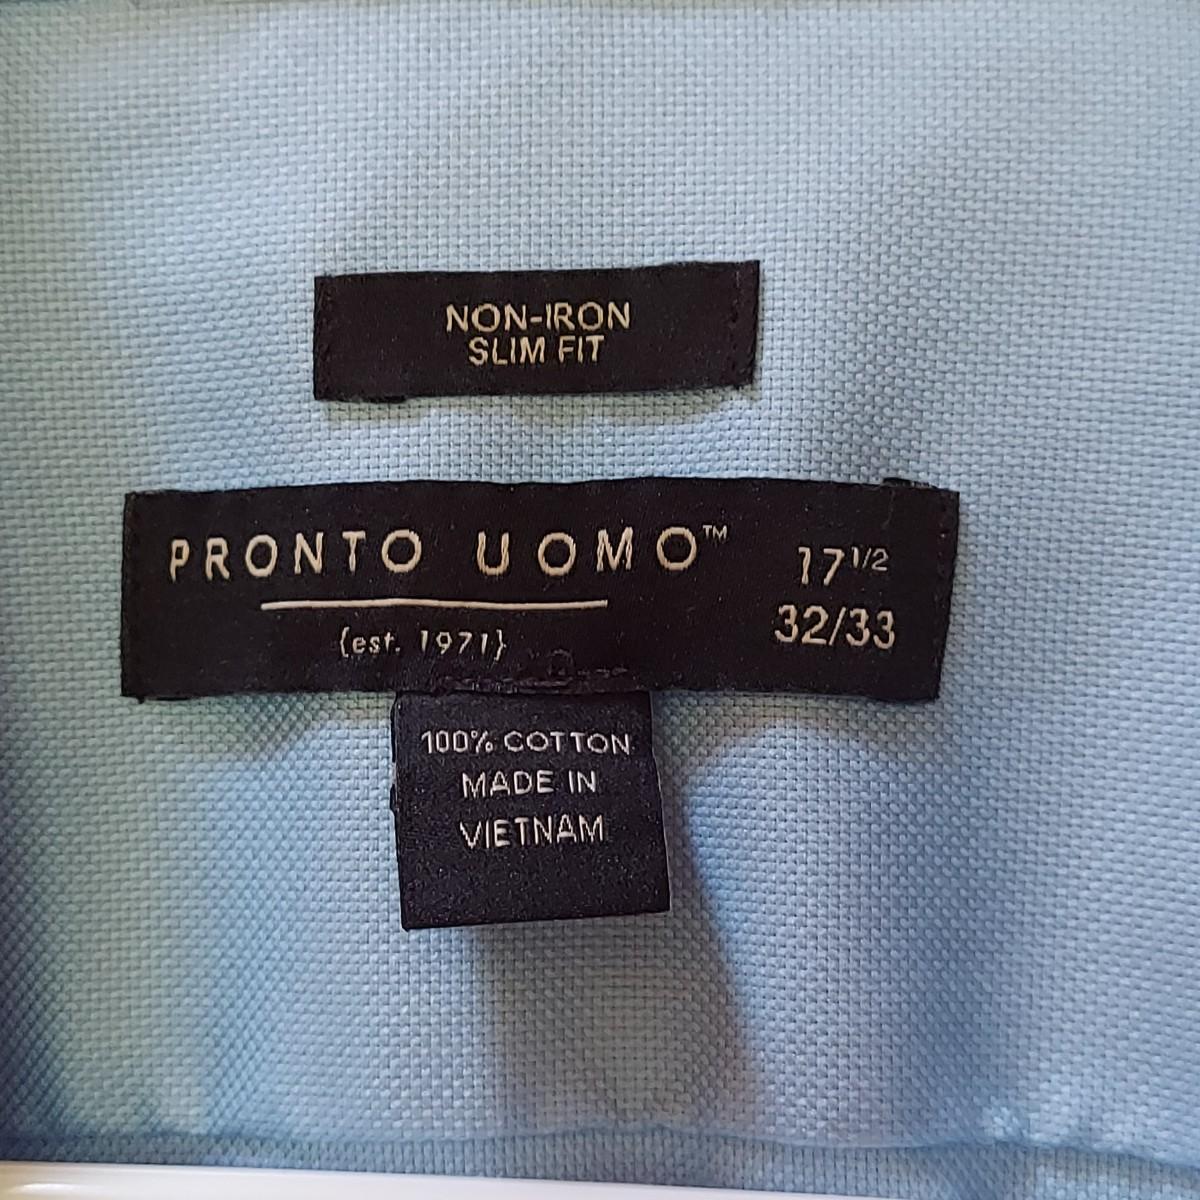 NON-IRON
SLIM FIT
PRONTO UOMO™
{est. 1971}
17 1/2
32/33
100% COTTON
MADE IN
VIETNAM